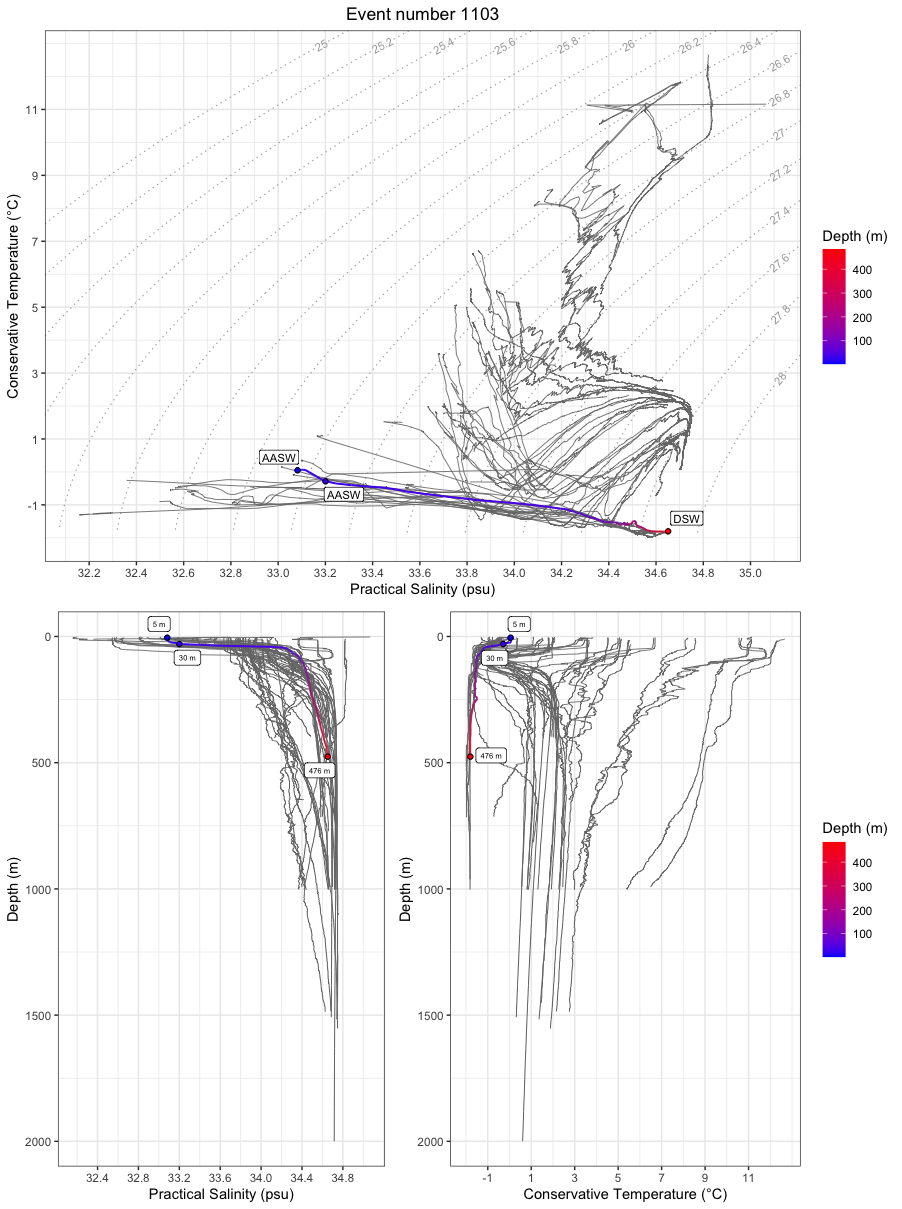 Event number 1103
25
25.2
25.4
25.6
25.8
26
26.2
26.4
26.6
26.8
27
27.2
27.4
27.6
27.8
28
11
9
7
5
3
1
-1
Conservative Temperature (°C)
AASW
AASW
DSW
32.2 32.4 32.6 32.8 33.0 33.2 33.4 33.6 33.8 34.0 34.2 34.4 34.6 34.8 35.0
Practical Salinity (psu)
Depth (m)
400
300
200
100
0
500
1000
1500
2000
Depth (m)
5 m
30 m
476 m
32.4 32.8 33.2 33.6 34.0 34.4 34.8
Practical Salinity (psu)
0
500
1000
1500
2000
Depth (m)
5 m
30 m
476 m
-1 1 3 5 7 9 11
Conservative Temperature (°C)
Depth (m)
400
300
200
100